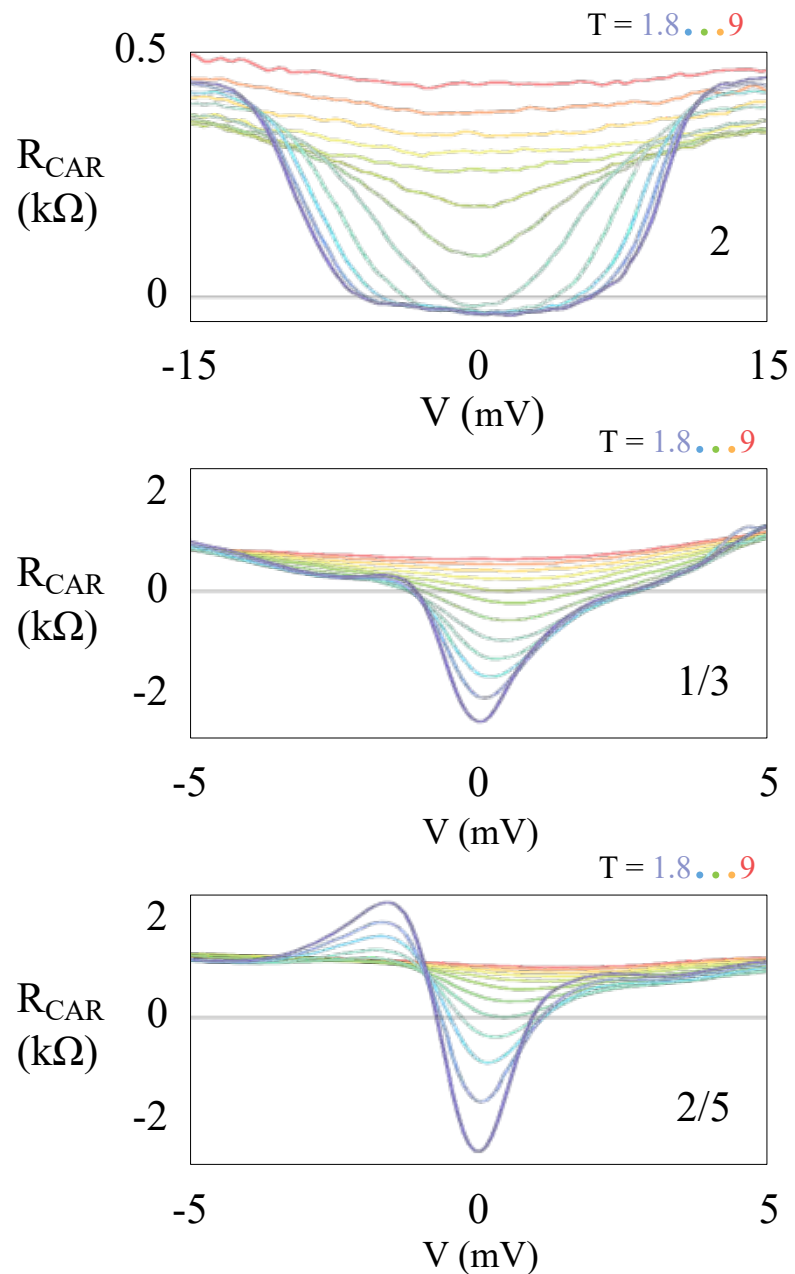 T = 1.8...9
0.5
R_CAR
(kΩ)
2
0
-15 0 15
V (mV)
T = 1.8...9
2
R_CAR
0
(kΩ)
-2
1/3
-5 0 5
V (mV)
T = 1.8...9
2
R_CAR
0
(kΩ)
-2
2/5
-5 0 5
V (mV)